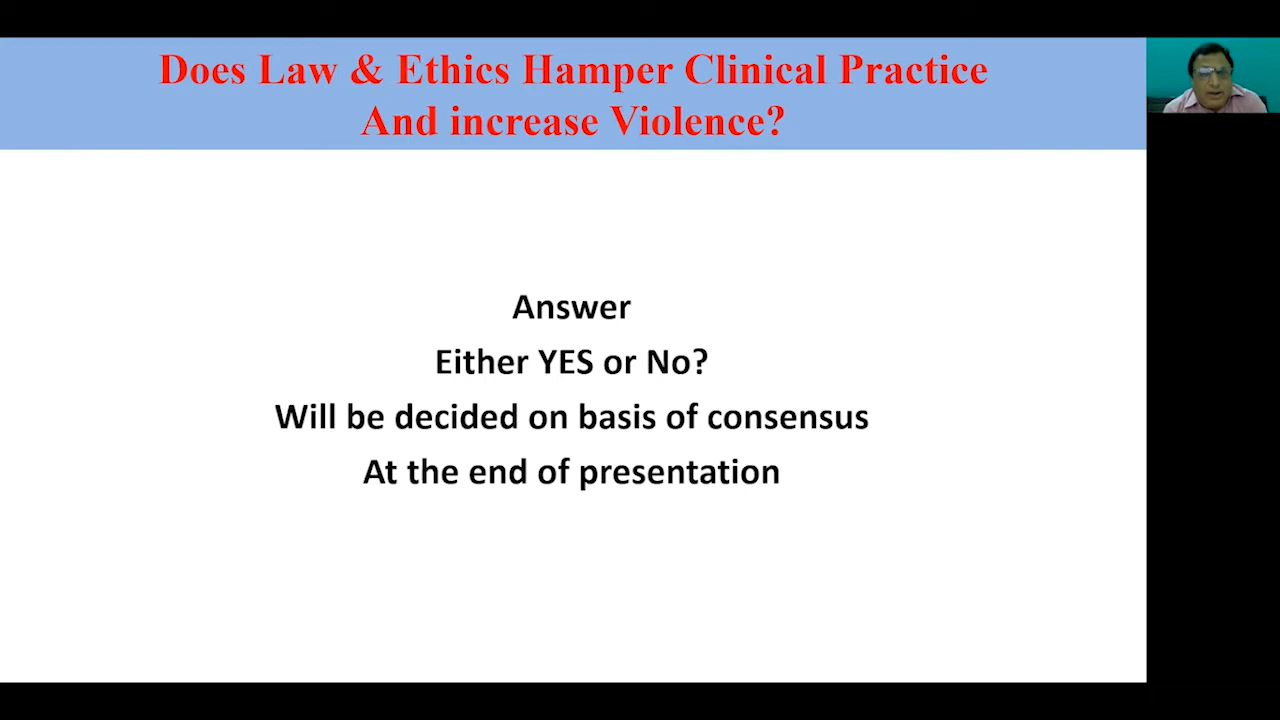 Does Law & Ethics Hamper Clinical Practice
And increase Violence?
Answer
Either YES or No?
Will be decided on basis of consensus
At the end of presentation